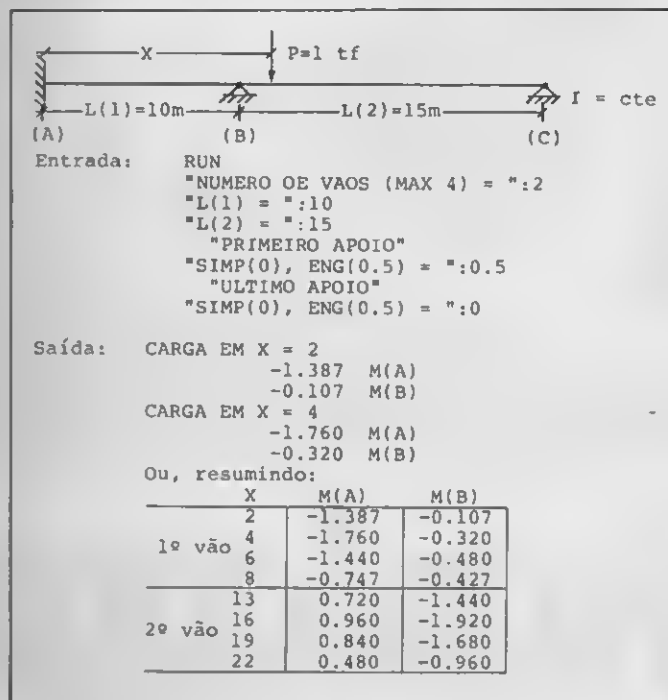 X P=1 tf
L(1)=10m L(2)=15m I = cte
(A) (B) (C)
Entrada: RUN
"NUMERO OE VAOS (MAX 4) = ":2
"L(1) = ":10
"L(2) = ":15
"PRIMEIRO APOIO"
"SIMP(0), ENG(0.5) = ":0.5
"ULTIMO APOIO"
"SIMP(0), ENG(0.5) = ":0
Saída: CARGA EM X = 2
-1.387 M(A)
-0.107 M(B)
CARGA EM X = 4
-1.760 M(A)
-0.320 M(B)
Ou, resumindo:
X M(A) M(B)
1º vão
2 -1.387 -0.107
4 -1.760 -0.320
6 -1.440 -0.480
8 -0.747 -0.427
2º vão
13 0.720 -1.440
16 0.960 -1.920
19 0.840 -1.680
22 0.480 -0.960